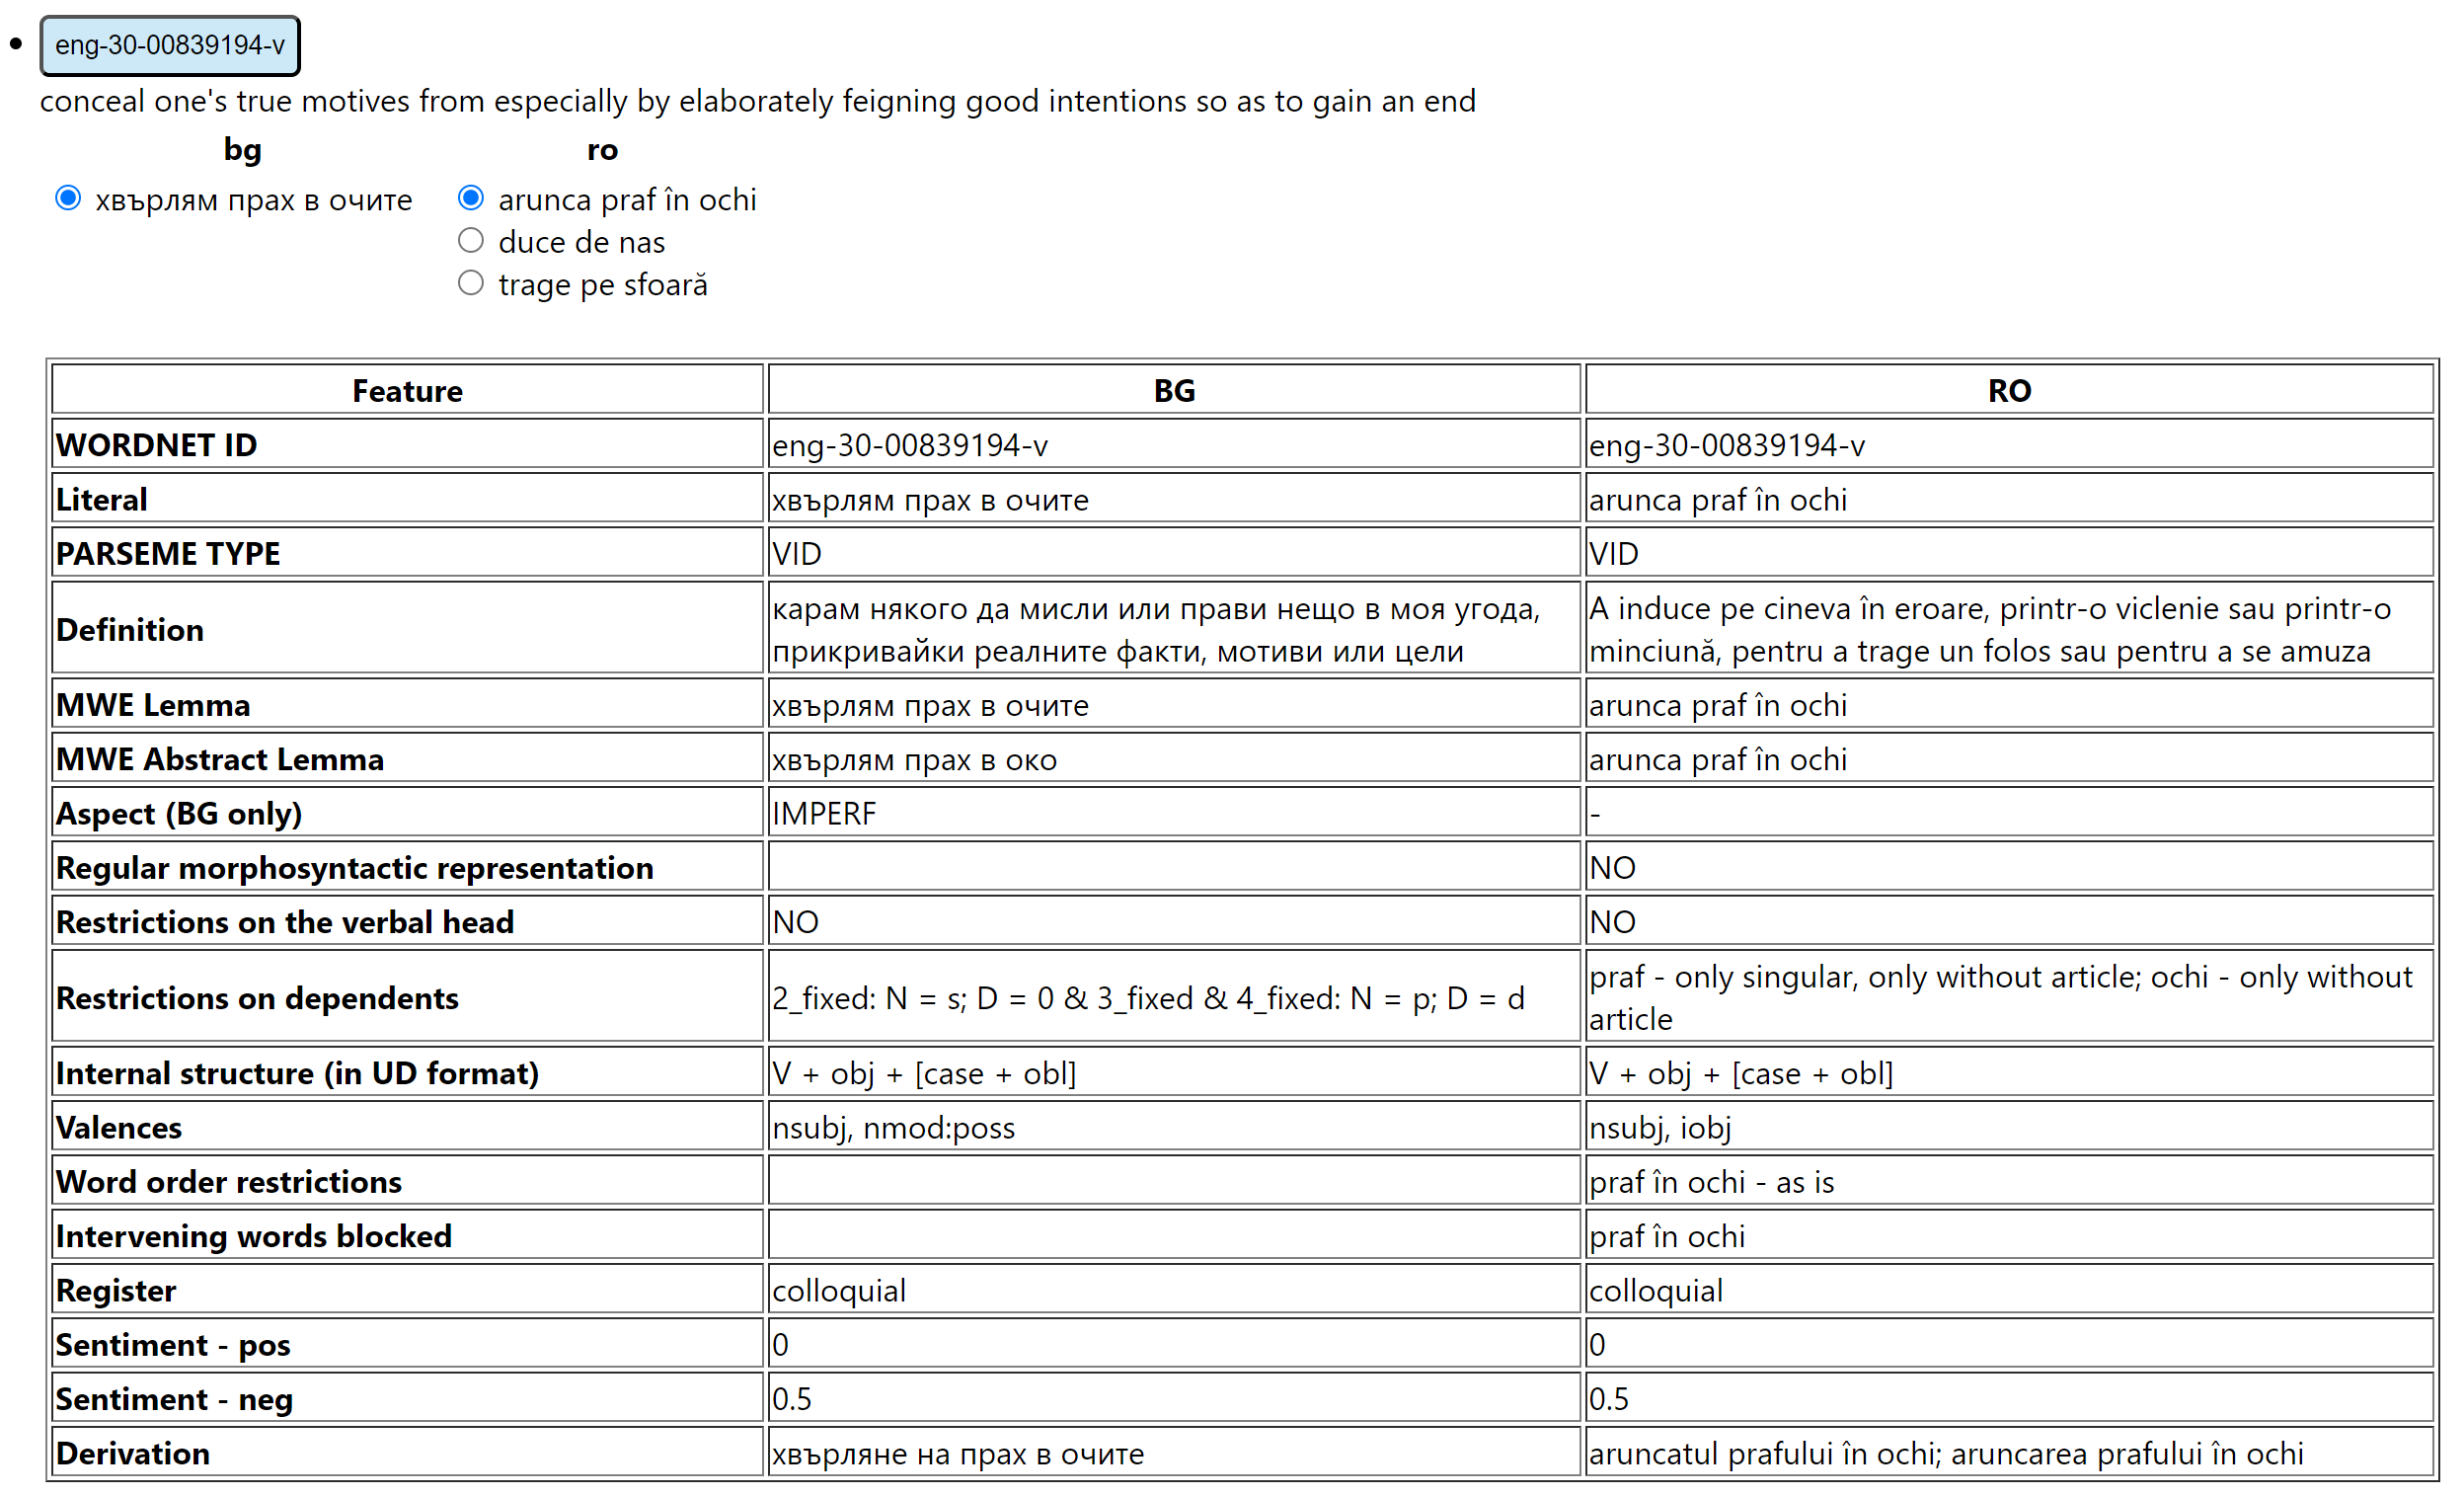 eng-30-00839194-v
conceal one's true motives from especially by elaborately feigning good intentions so as to gain an end
bg ro
хвърлям прах в очите arunca praf în ochi
duce de nas
trage pe sfoară
Feature BG RO
WORDNET ID eng-30-00839194-v eng-30-00839194-v
Literal хвърлям прах в очите arunca praf în ochi
PARSEME TYPE VID VID
Definition карам някого да мисли или прави нещо в моя угода, прикривайки реалните факти, мотиви или цели A induce pe cineva în eroare, printr-o viclenie sau printr-o minciună, pentru a trage un folos sau pentru a se amuza
MWE Lemma хвърлям прах в очите arunca praf în ochi
MWE Abstract Lemma хвърлям прах в око arunca praf în ochi
Aspect (BG only) IMPERF -
Regular morphosyntactic representation NO
Restrictions on the verbal head NO NO
Restrictions on dependents 2_fixed: N = s; D = 0 & 3_fixed & 4_fixed: N = p; D = d praf - only singular, only without article; ochi - only without article
Internal structure (in UD format) V + obj + [case + obl] V + obj + [case + obl]
Valences nsubj, nmod:poss nsubj, iobj
Word order restrictions praf în ochi - as is
Intervening words blocked praf în ochi
Register colloquial colloquial
Sentiment - pos 0 0
Sentiment - neg 0.5 0.5
Derivation хвърляне на прах в очите aruncatul prafului în ochi; aruncarea prafului în ochi